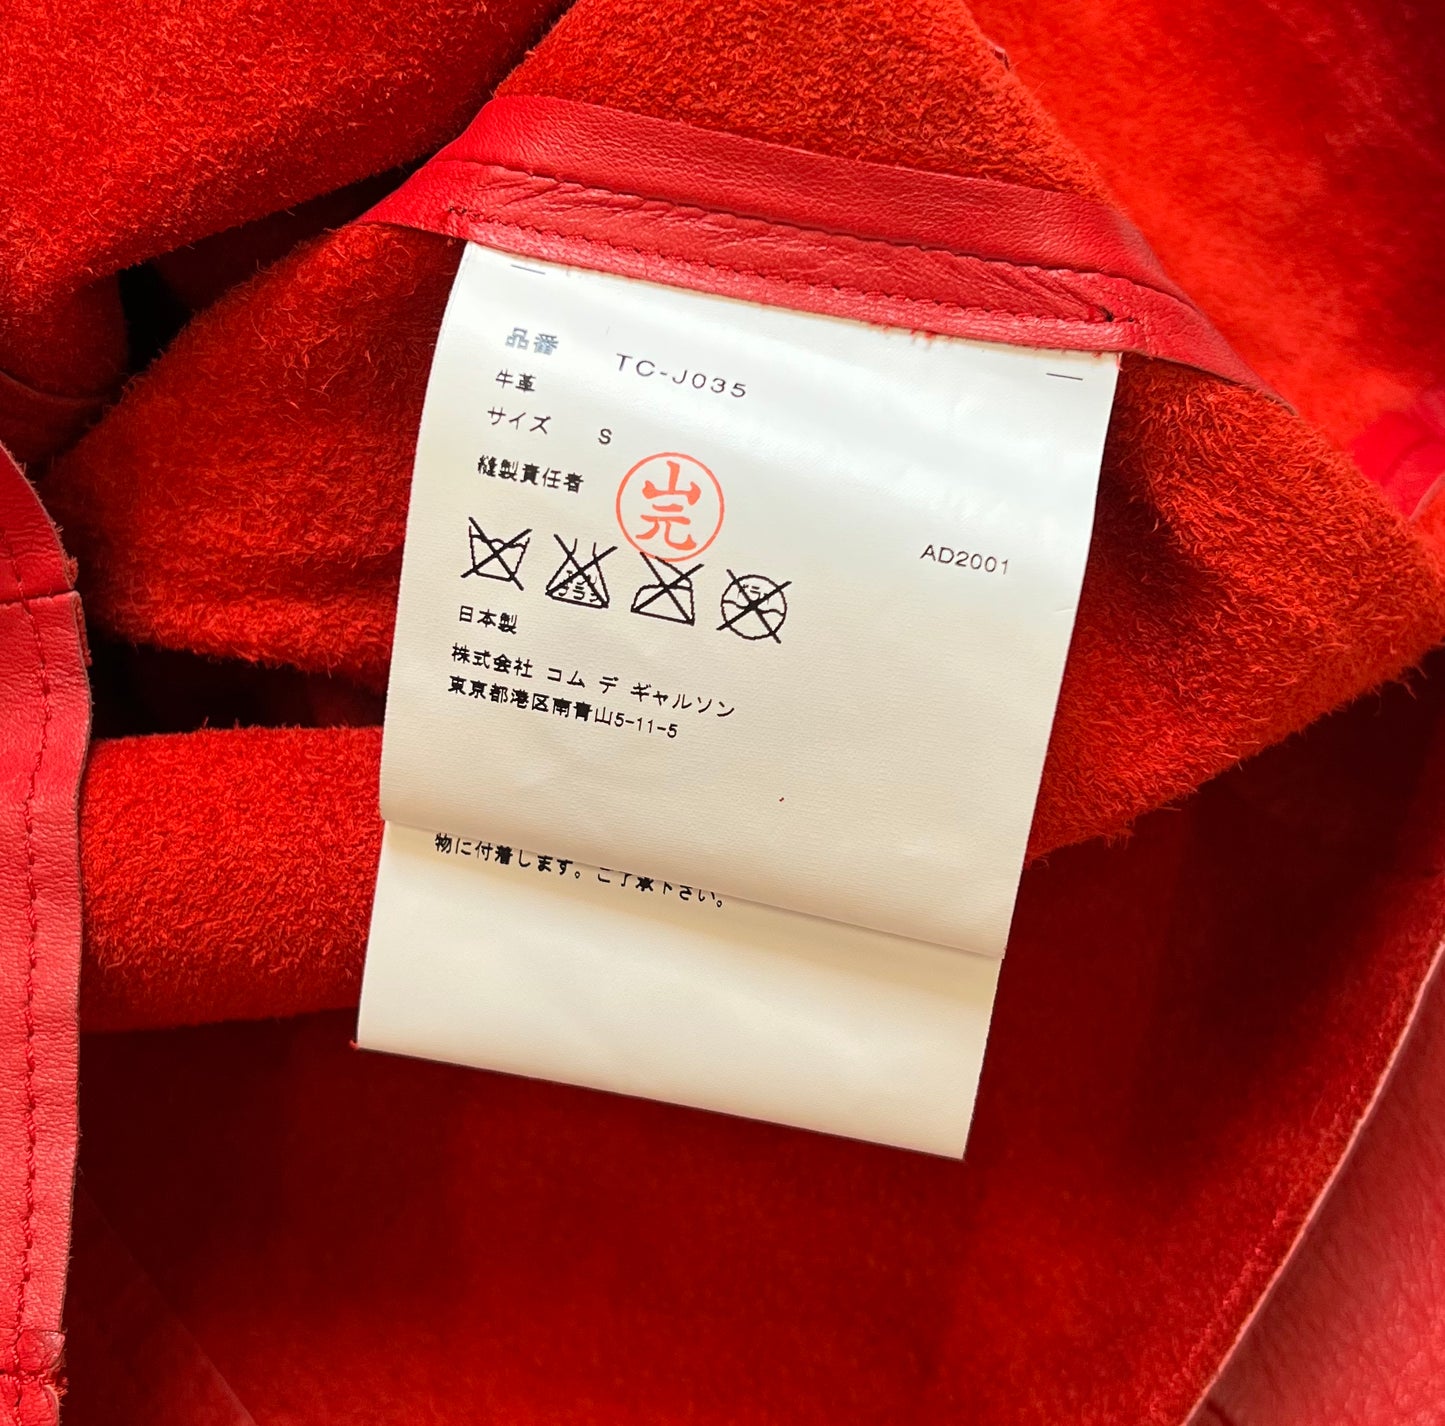 品番 TC-J035
牛革
サイズ S
縫製責任者 山元
AD2001
日本製
株式会社 コム デ ギャルソン
東京都港区南青山5-11-5
物に付着します。ご了承下さい。